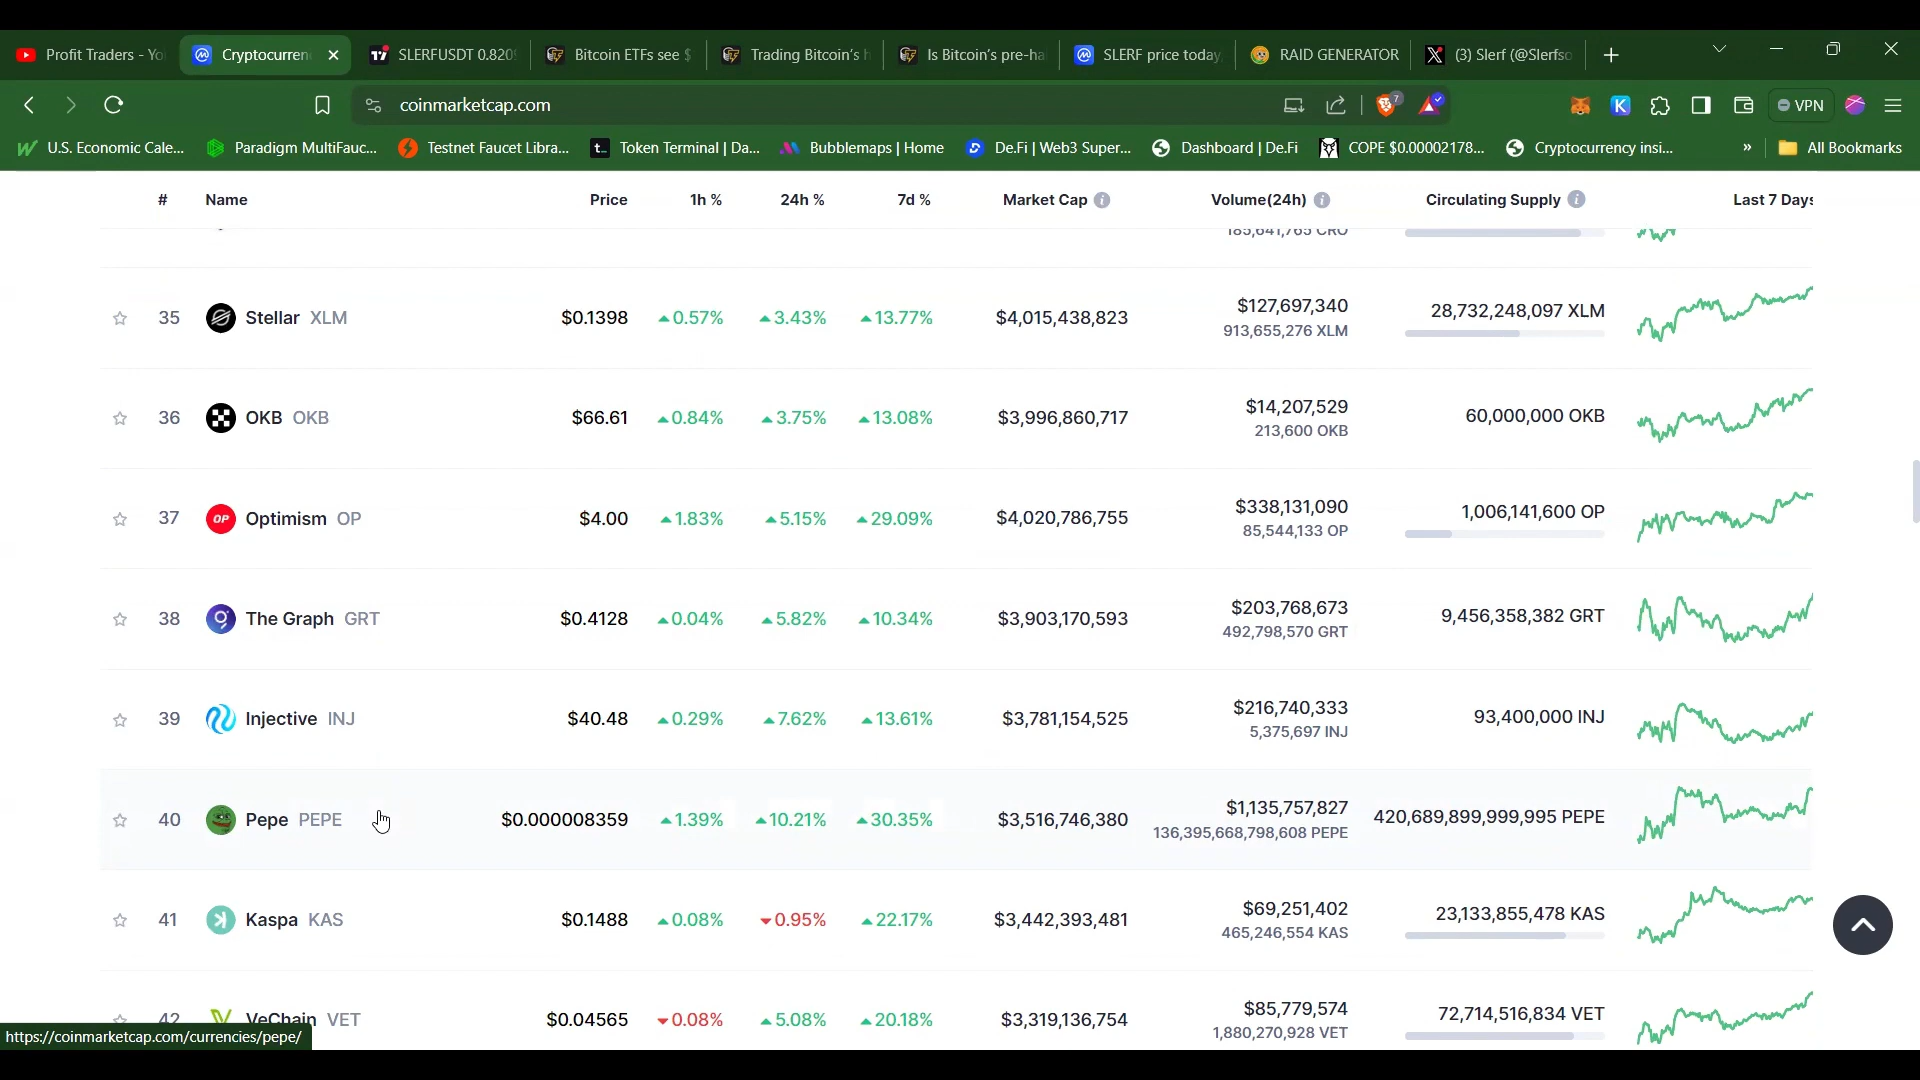 Profit Traders - Yo
Cryptocurren
SLERFUSDT 0.820
Bitcoin ETFs see $
Trading Bitcoin's h
Is Bitcoin's pre-ha
SLERF price today,
RAID GENERATOR
(3) Slerf (@Slerfso
coinmarketcap.com
7
VPN
U.S. Economic Cale...
Paradigm MultiFauc...
Testnet Faucet Libra...
Token Terminal | Da...
Bubblemaps | Home
De.Fi | Web3 Super...
Dashboard | De.Fi
COPE $0.00002178...
Cryptocurrency insi...
»
All Bookmarks
# Name Price 1h % 24h % 7d % Market Cap Volume(24h) Circulating Supply Last 7 Days
185,641,765 CRO
35 Stellar XLM $0.1398 0.57% 3.43% 13.77% $4,015,438,823 $127,697,340 28,732,248,097 XLM
913,655,276 XLM
36 OKB OKB $66.61 0.84% 3.75% 13.08% $3,996,860,717 $14,207,529 60,000,000 OKB
213,600 OKB
37 OP Optimism OP $4.00 1.83% 5.15% 29.09% $4,020,786,755 $338,131,090 1,006,141,600 OP
85,544,133 OP
38 The Graph GRT $0.4128 0.04% 5.82% 10.34% $3,903,170,593 $203,768,673 9,456,358,382 GRT
492,798,570 GRT
39 Injective INJ $40.48 0.29% 7.62% 13.61% $3,781,154,525 $216,740,333 93,400,000 INJ
5,375,697 INJ
40 Pepe PEPE $0.000008359 1.39% 10.21% 30.35% $3,516,746,380 $1,135,757,827 420,689,899,999,995 PEPE
136,395,668,798,608 PEPE
41 Kaspa KAS $0.1488 0.08% 0.95% 22.17% $3,442,393,481 $69,251,402 23,133,855,478 KAS
465,246,554 KAS
42 VeChain VET $0.04565 0.08% 5.08% 20.18% $3,319,136,754 $85,779,574 72,714,516,834 VET
1,880,270,928 VET
https://coinmarketcap.com/currencies/pepe/